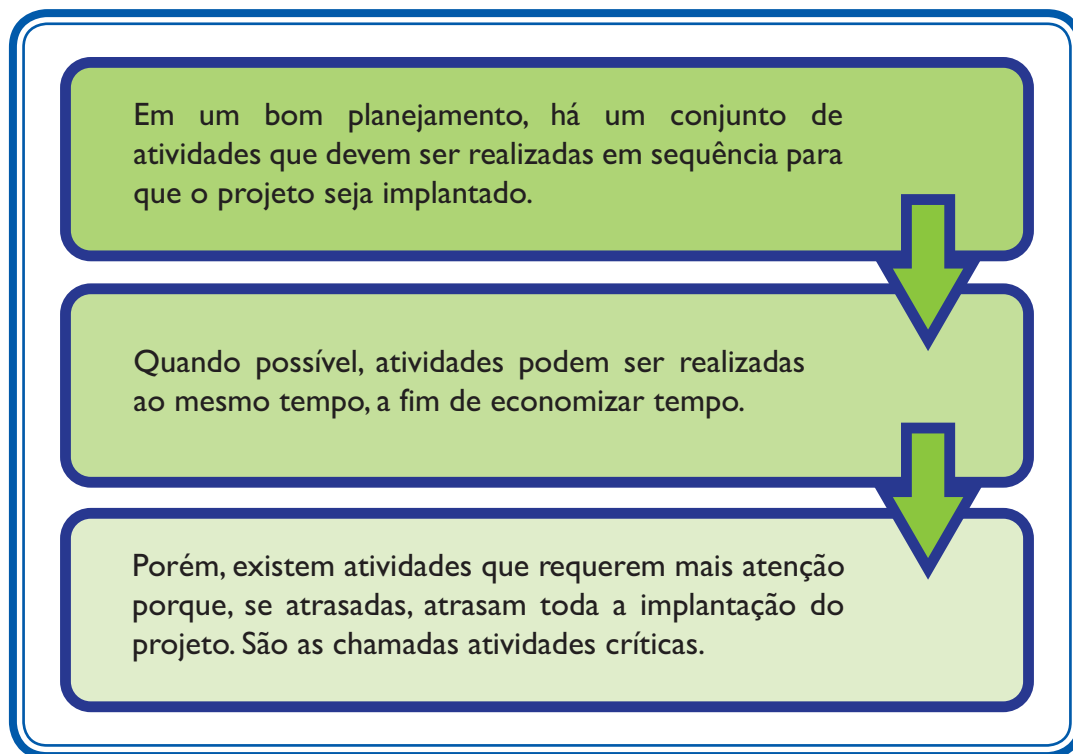 Em um bom planejamento, há um conjunto de
atividades que devem ser realizadas em sequência para
que o projeto seja implantado.
Quando possível, atividades podem ser realizadas
ao mesmo tempo, a fim de economizar tempo.
Porém, existem atividades que requerem mais atenção
porque, se atrasadas, atrasam toda a implantação do
projeto. São as chamadas atividades críticas.